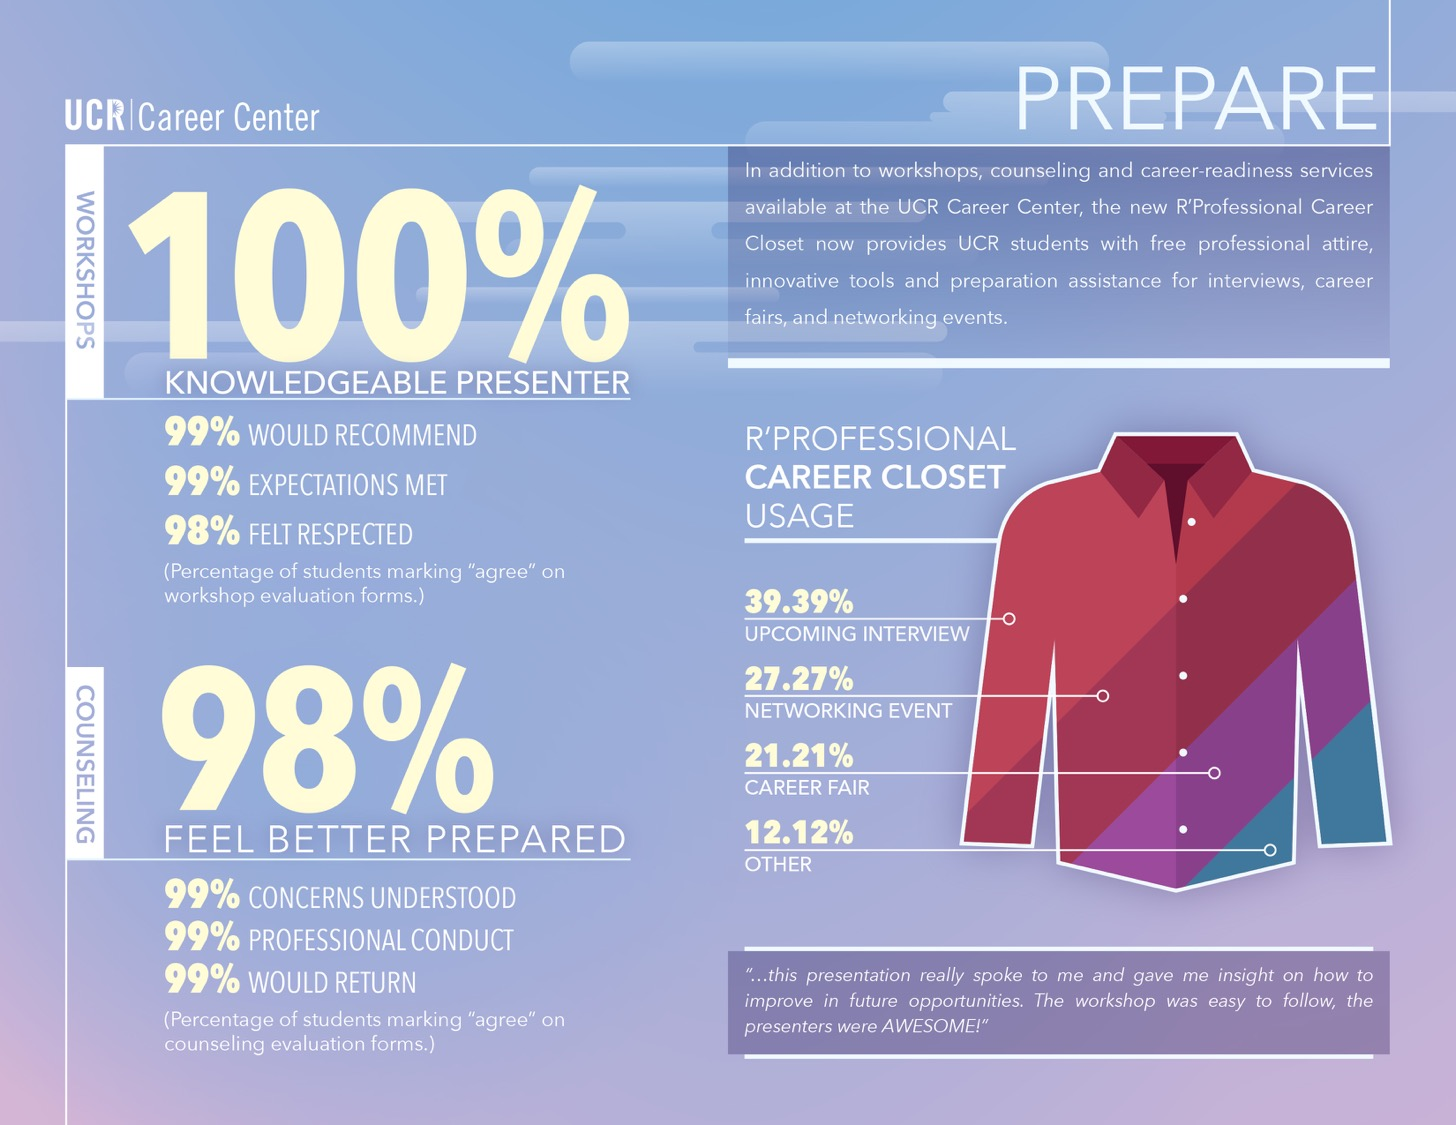 UCR | Career Center
PREPARE
WORKSHOPS
100%
KNOWLEDGEABLE PRESENTER
99% WOULD RECOMMEND
99% EXPECTATIONS MET
98% FELT RESPECTED
(Percentage of students marking “agree” on
workshop evaluation forms.)
COUNSELING
98%
FEEL BETTER PREPARED
99% CONCERNS UNDERSTOOD
99% PROFESSIONAL CONDUCT
99% WOULD RETURN
(Percentage of students marking “agree” on
counseling evaluation forms.)
In addition to workshops, counseling and career-readiness services
available at the UCR Career Center, the new R’Professional Career
Closet now provides UCR students with free professional attire,
innovative tools and preparation assistance for interviews, career
fairs, and networking events.
R’PROFESSIONAL
CAREER CLOSET
USAGE
39.39%
UPCOMING INTERVIEW
27.27%
NETWORKING EVENT
21.21%
CAREER FAIR
12.12%
OTHER
“…this presentation really spoke to me and gave me insight on how to
improve in future opportunities. The workshop was easy to follow, the
presenters were AWESOME!”